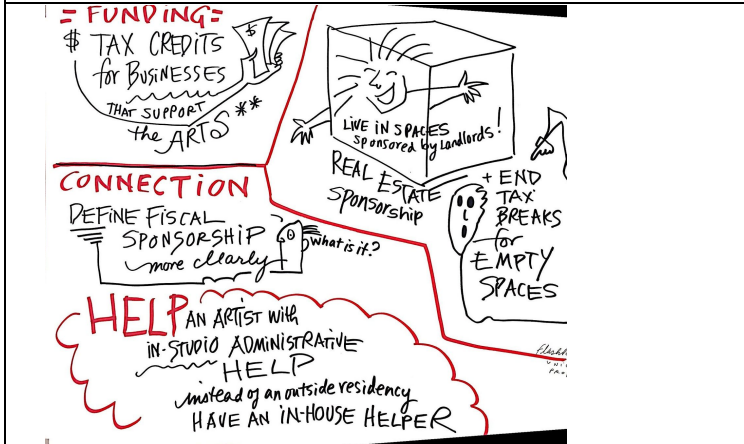 = FUNDING =
$ TAX CREDITS
for BUSINESSES
THAT SUPPORT
the ARTS**
$
LIVE IN SPACES
sponsored by Landlords!
REAL ESTATE
Sponsorship
+ END
TAX
BREAKS
for
EMPTY
SPACES
CONNECTION
DEFINE FISCAL
SPONSORSHIP
more clearly
What is it?
HELP AN ARTIST with
IN-STUDIO ADMINISTRATIVE
HELP
instead of an outside residency
HAVE AN IN-HOUSE HELPER